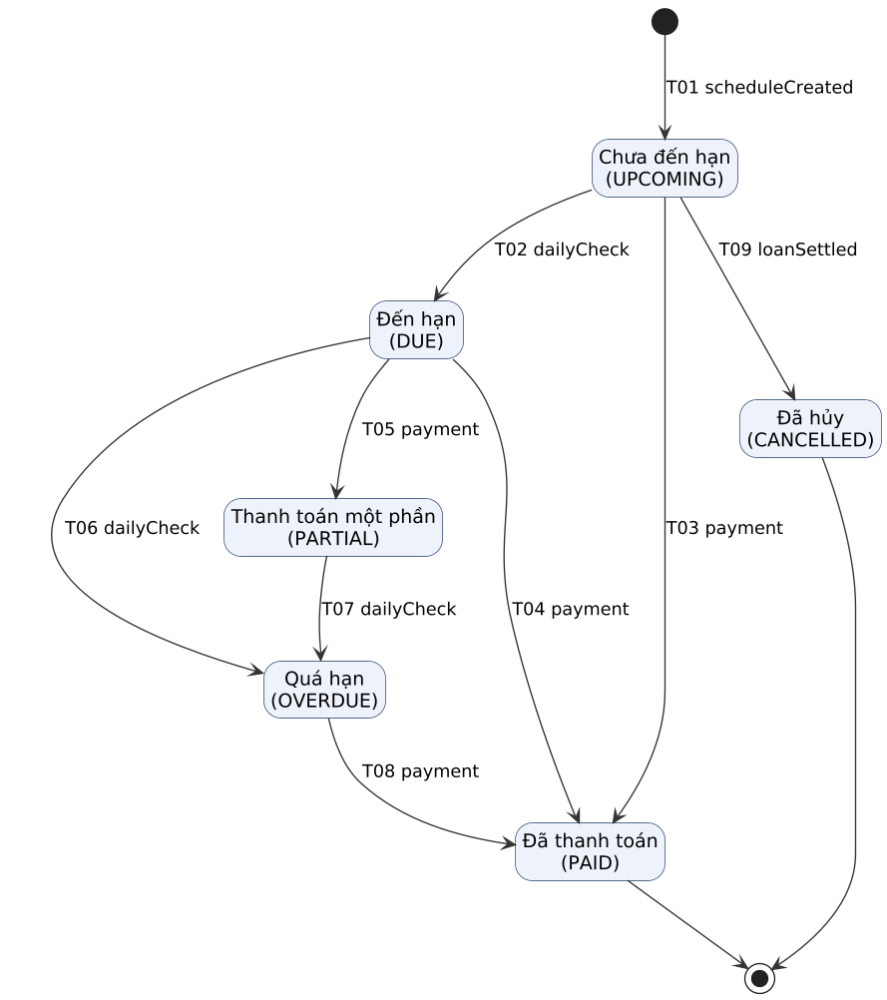 T01 scheduleCreated
Chưa đến hạn
(UPCOMING)
T02 dailyCheck
T09 loanSettled
Đến hạn
(DUE)
T05 payment
Đã hủy
(CANCELLED)
T06 dailyCheck
Thanh toán một phần
(PARTIAL)
T03 payment
T07 dailyCheck
T04 payment
Quá hạn
(OVERDUE)
T08 payment
Đã thanh toán
(PAID)